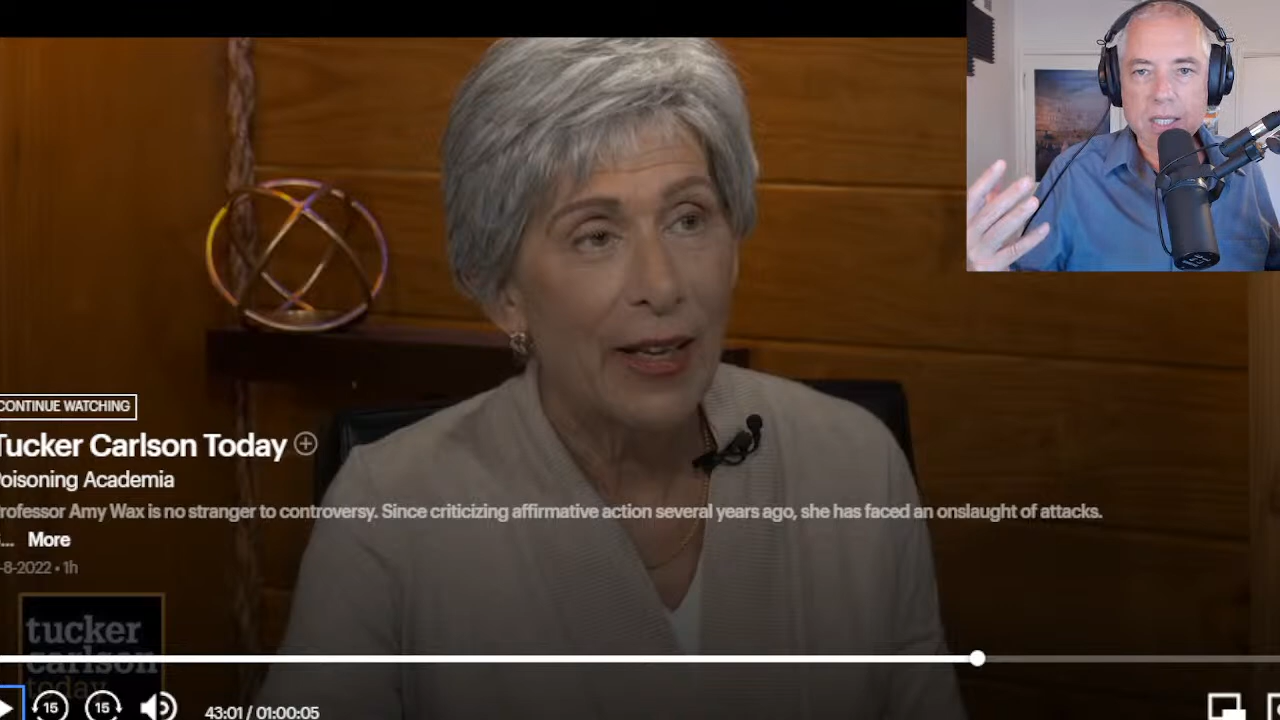 CONTINUE WATCHING
Tucker Carlson Today
Poisoning Academia
Professor Amy Wax is no stranger to controversy. Since criticizing affirmative action several years ago, she has faced an onslaught of attacks.
... More
-8-2022 • 1h
tucker
carlson
today
15 15 43:01 / 01:00:05